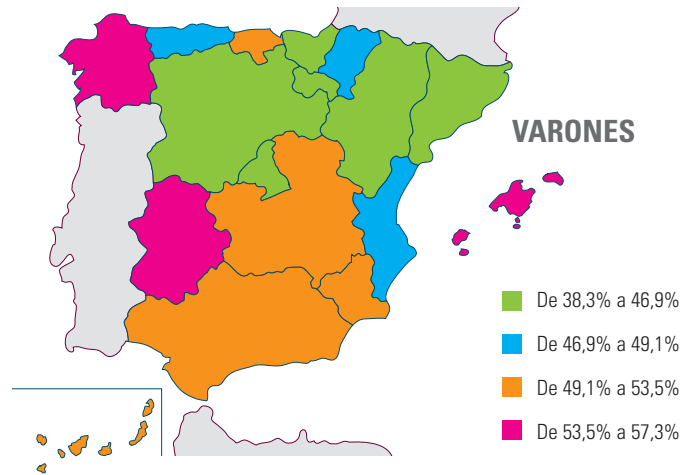 VARONES
De 38,3% a 46,9%
De 46,9% a 49,1%
De 49,1% a 53,5%
De 53,5% a 57,3%